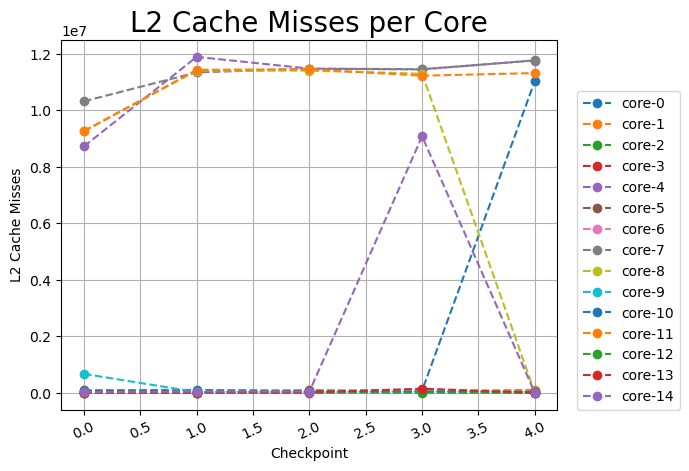 L2 Cache Misses per Core
1e7
1.2
1.0
0.8
0.6
0.4
0.2
0.0
L2 Cache Misses
0.0 0.5 1.0 1.5 2.0 2.5 3.0 3.5 4.0
Checkpoint
core-0
core-1
core-2
core-3
core-4
core-5
core-6
core-7
core-8
core-9
core-10
core-11
core-12
core-13
core-14